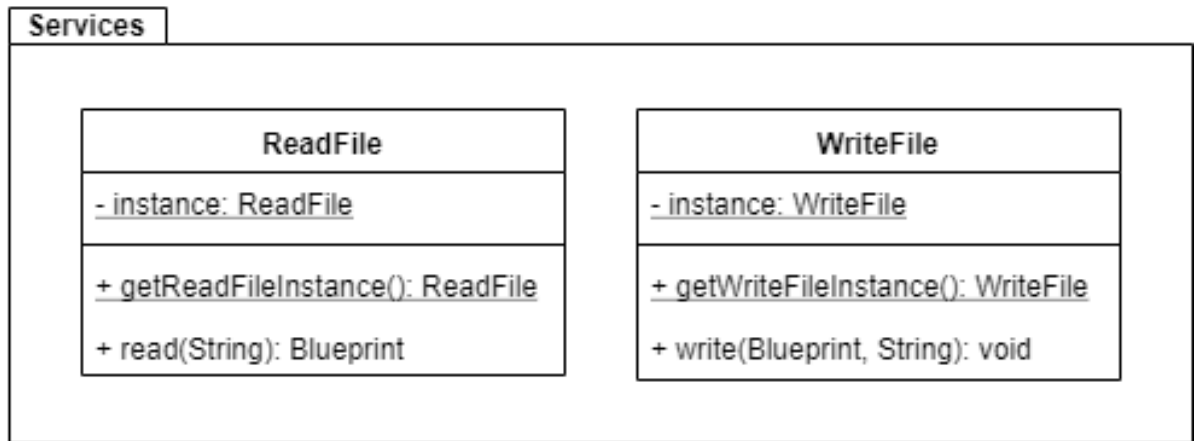 Services
ReadFile
- instance: ReadFile
+ getReadFileInstance(): ReadFile
+ read(String): Blueprint
WriteFile
- instance: WriteFile
+ getWriteFileInstance(): WriteFile
+ write(Blueprint, String): void